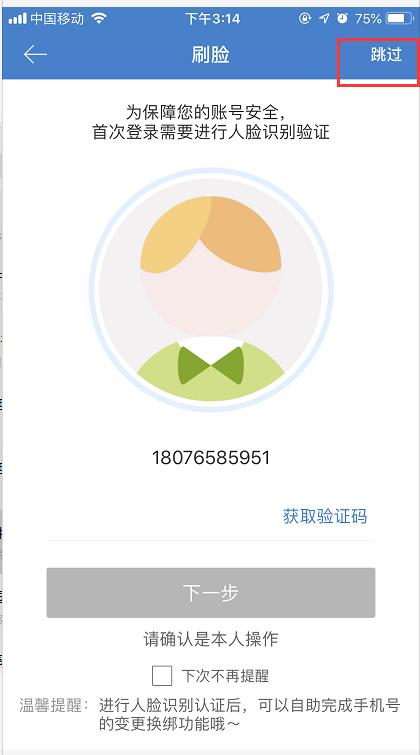 中国移动 下午3:14 75%
刷脸 跳过
为保障您的账号安全，
首次登录需要进行人脸识别验证
18076585951
获取验证码
下一步
请确认是本人操作
下次不再提醒
温馨提醒：进行人脸识别认证后，可以自助完成手机号
的变更换绑功能哦～